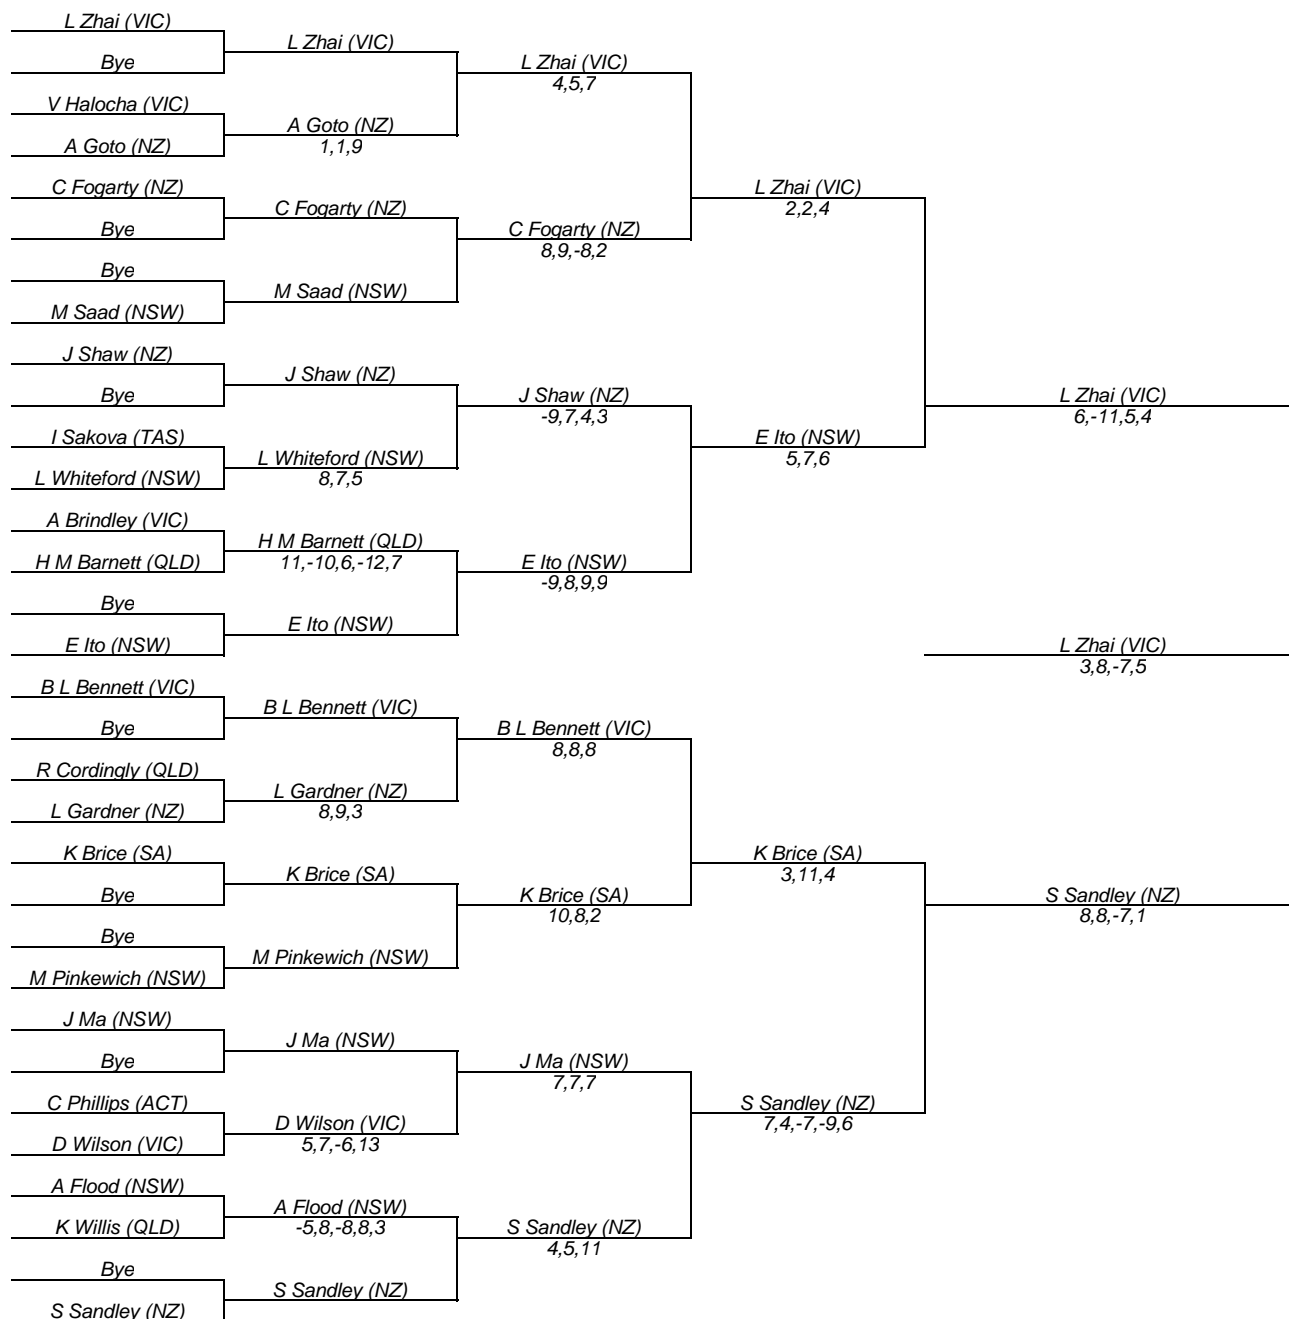 L Zhai (VIC)
Bye
V Halocha (VIC)
A Goto (NZ)
C Fogarty (NZ)
Bye
Bye
M Saad (NSW)
J Shaw (NZ)
Bye
I Sakova (TAS)
L Whiteford (NSW)
A Brindley (VIC)
H M Barnett (QLD)
Bye
E Ito (NSW)
B L Bennett (VIC)
Bye
R Cordingly (QLD)
L Gardner (NZ)
K Brice (SA)
Bye
Bye
M Pinkewich (NSW)
J Ma (NSW)
Bye
C Phillips (ACT)
D Wilson (VIC)
A Flood (NSW)
K Willis (QLD)
Bye
S Sandley (NZ)
L Zhai (VIC)
A Goto (NZ)
1,1,9
C Fogarty (NZ)
M Saad (NSW)
J Shaw (NZ)
L Whiteford (NSW)
8,7,5
H M Barnett (QLD)
11,-10,6,-12,7
E Ito (NSW)
B L Bennett (VIC)
L Gardner (NZ)
8,9,3
K Brice (SA)
M Pinkewich (NSW)
J Ma (NSW)
D Wilson (VIC)
5,7,-6,13
A Flood (NSW)
-5,8,-8,8,3
S Sandley (NZ)
L Zhai (VIC)
4,5,7
C Fogarty (NZ)
8,9,-8,2
J Shaw (NZ)
-9,7,4,3
E Ito (NSW)
-9,8,9,9
B L Bennett (VIC)
8,8,8
K Brice (SA)
10,8,2
J Ma (NSW)
7,7,7
S Sandley (NZ)
4,5,11
L Zhai (VIC)
2,2,4
E Ito (NSW)
5,7,6
K Brice (SA)
3,11,4
S Sandley (NZ)
7,4,-7,-9,6
L Zhai (VIC)
6,-11,5,4
L Zhai (VIC)
3,8,-7,5
S Sandley (NZ)
8,8,-7,1